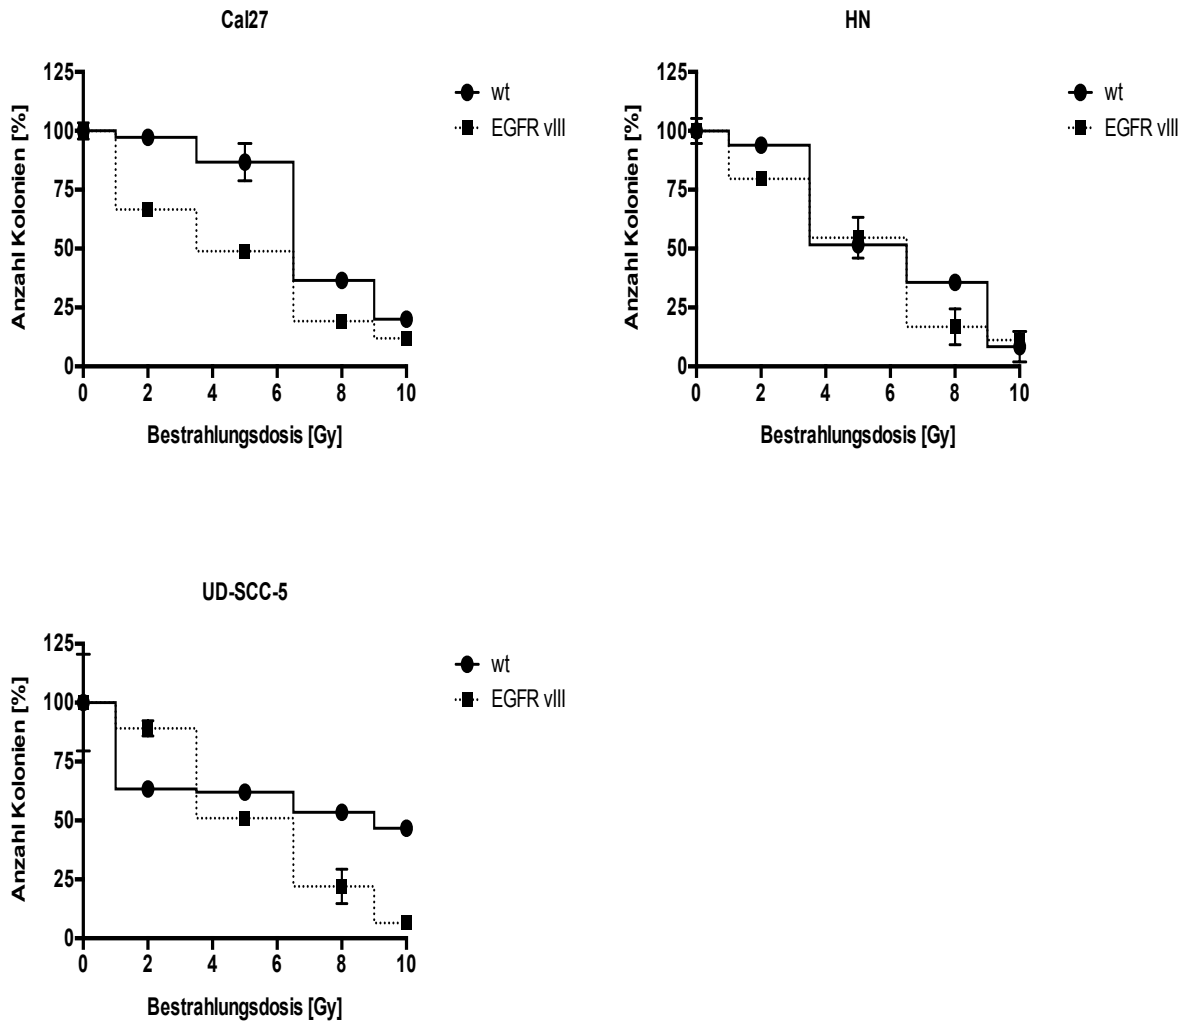 Cal27
125
100
75
50
25
0
Anzahl Kolonien [%]
0 2 4 6 8 10
Bestrahlungsdosis [Gy]
wt
EGFR vIII
HN
125
100
75
50
25
0
Anzahl Kolonien [%]
0 2 4 6 8 10
Bestrahlungsdosis [Gy]
wt
EGFR vIII
UD-SCC-5
125
100
75
50
25
0
Anzahl Kolonien [%]
0 2 4 6 8 10
Bestrahlungsdosis [Gy]
wt
EGFR vIII